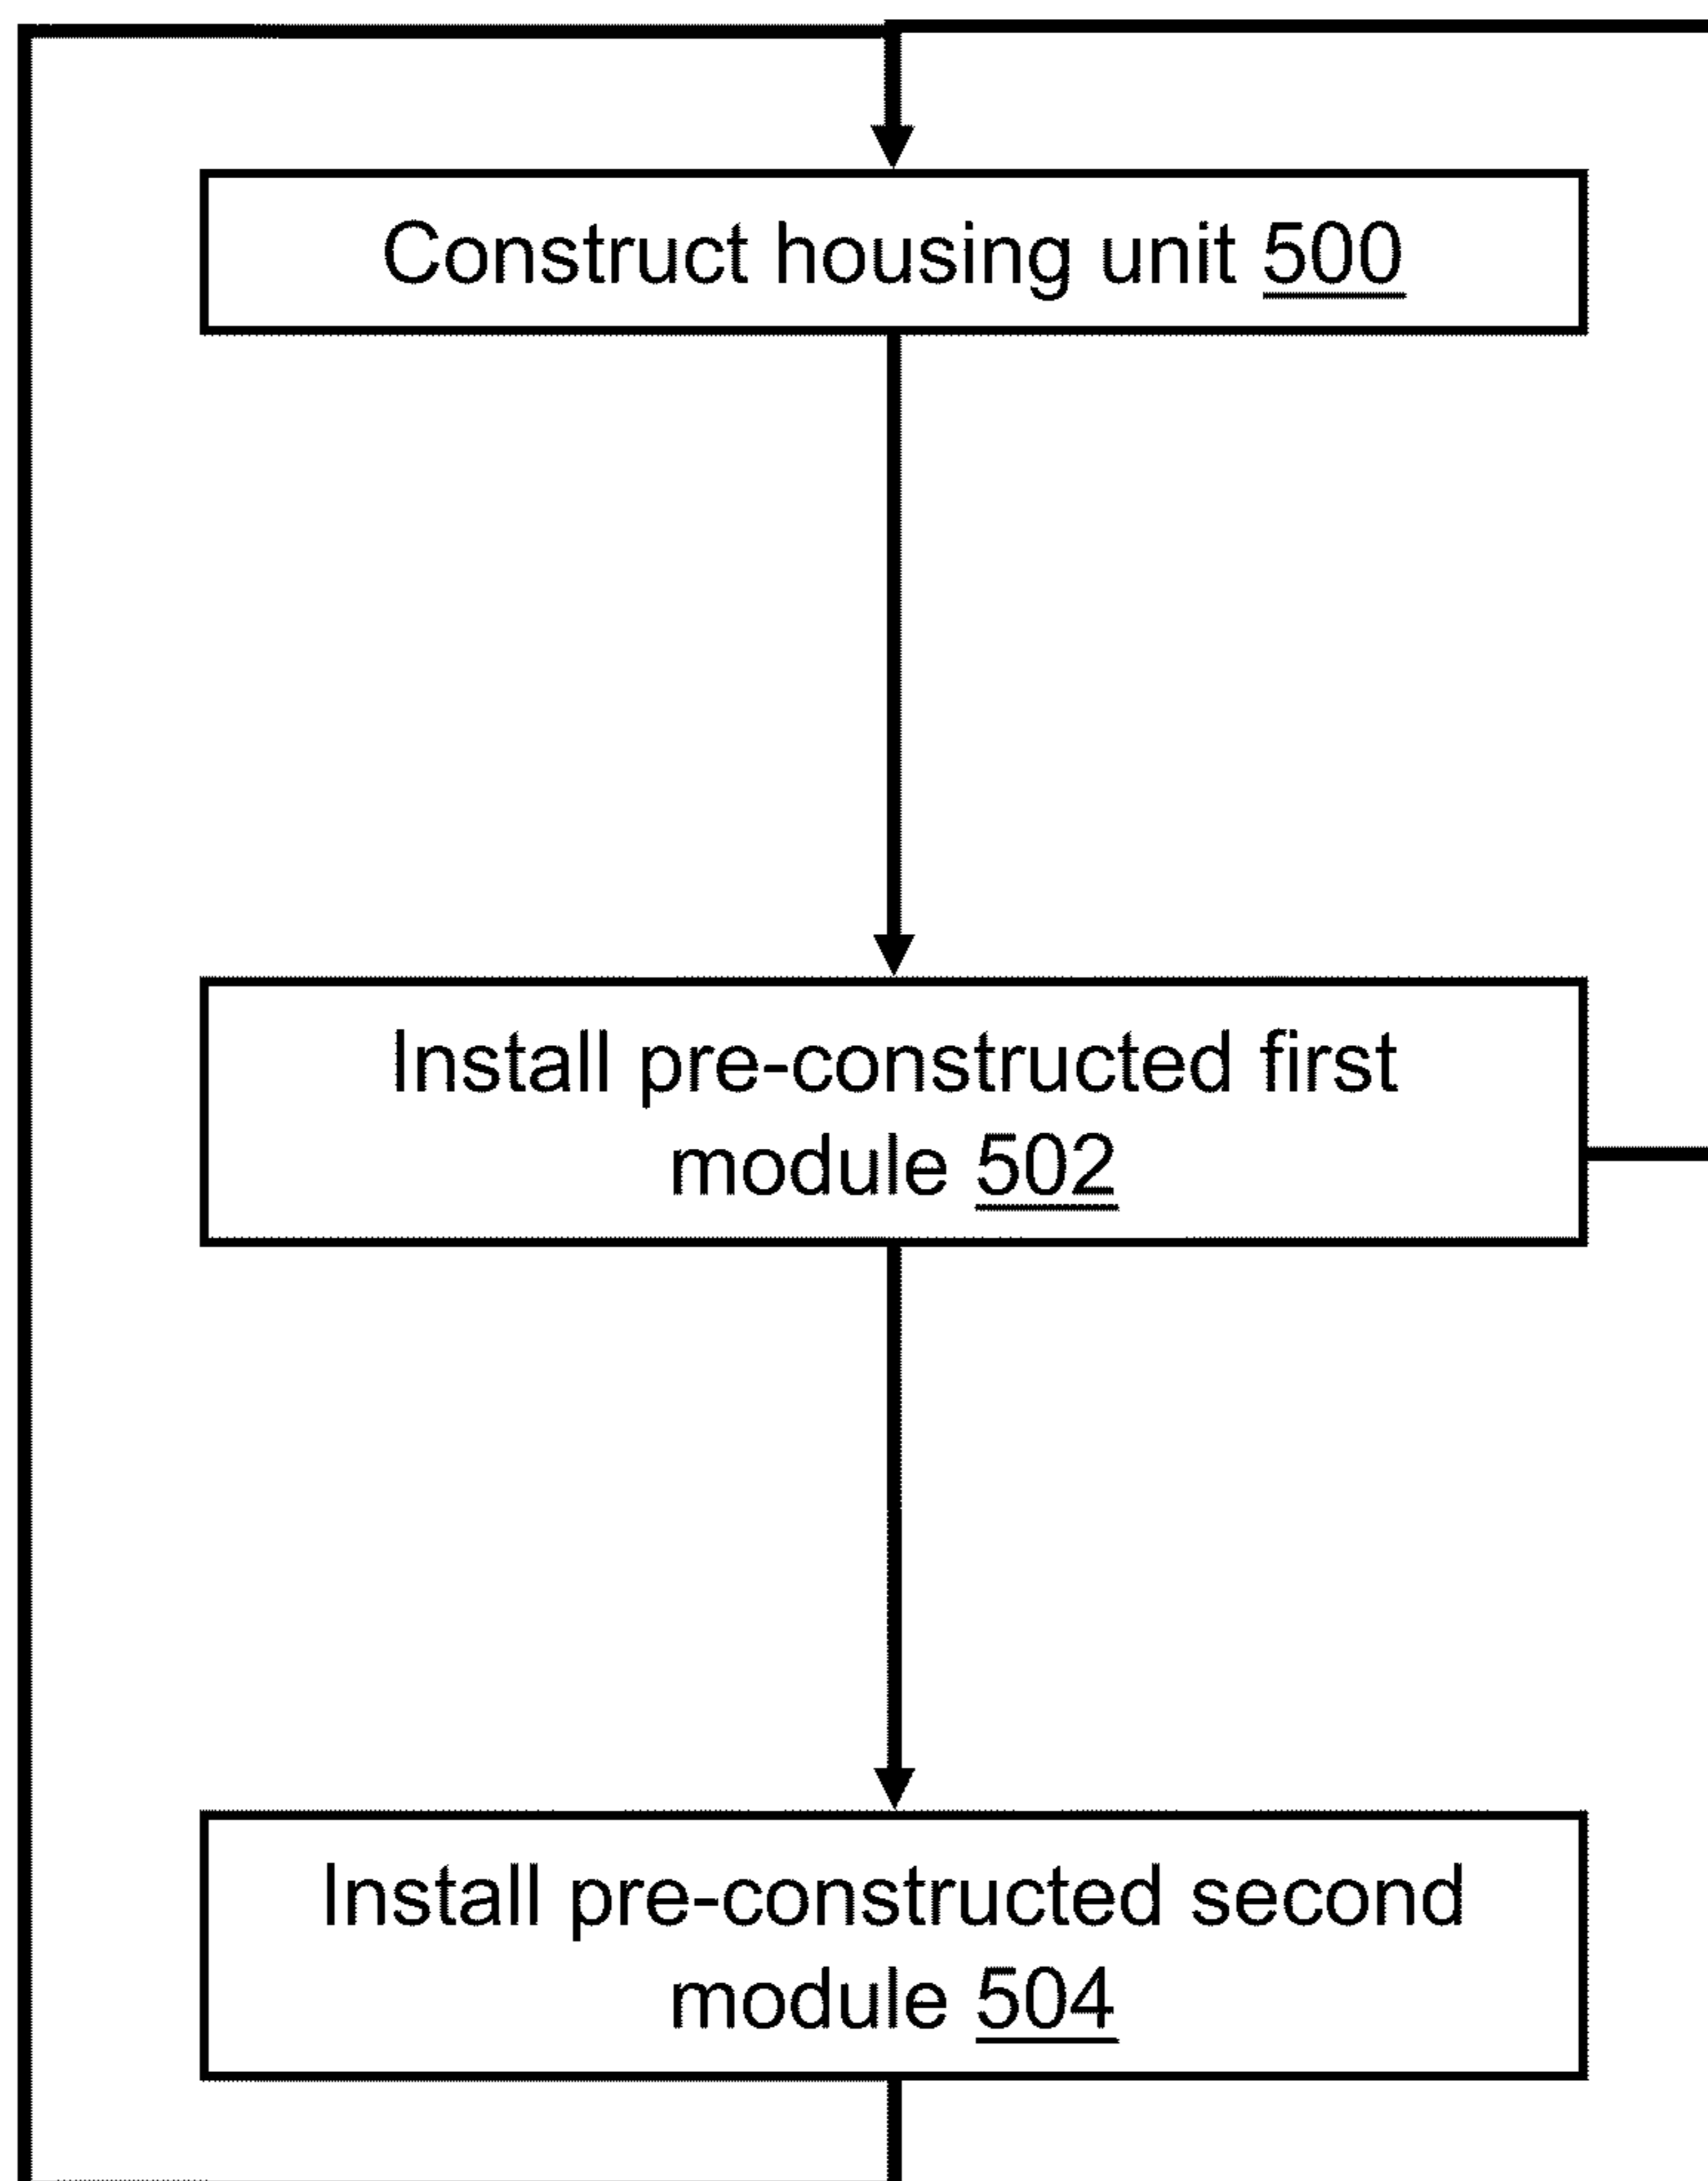 Construct housing unit 500
Install pre-constructed first
module 502
Install pre-constructed second
module 504